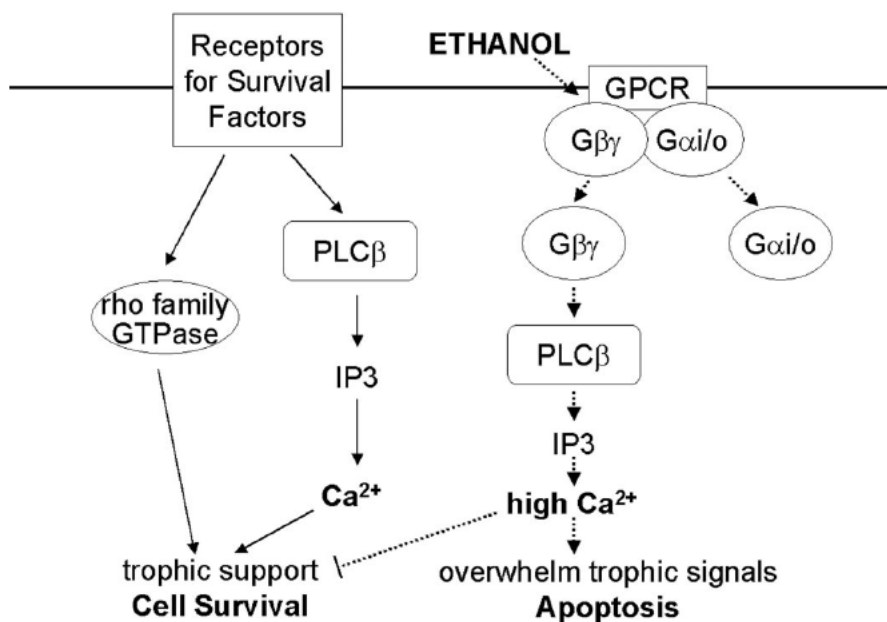 Receptors
for Survival
Factors
ETHANOL
GPCR
Gβγ
Gαi/o
PLCβ
Gβγ
Gαi/o
rho family
GTPase
PLCβ
IP3
IP3
Ca²⁺
high Ca²⁺
trophic support
Cell Survival
overwhelm trophic signals
Apoptosis